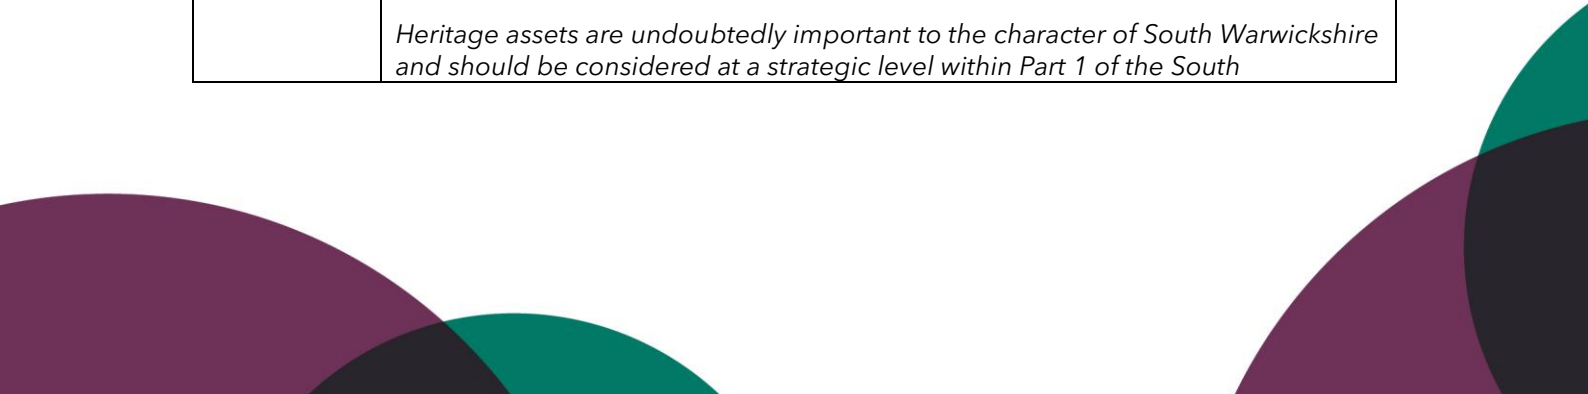 Heritage assets are undoubtedly important to the character of South Warwickshire
and should be considered at a strategic level within Part 1 of the South